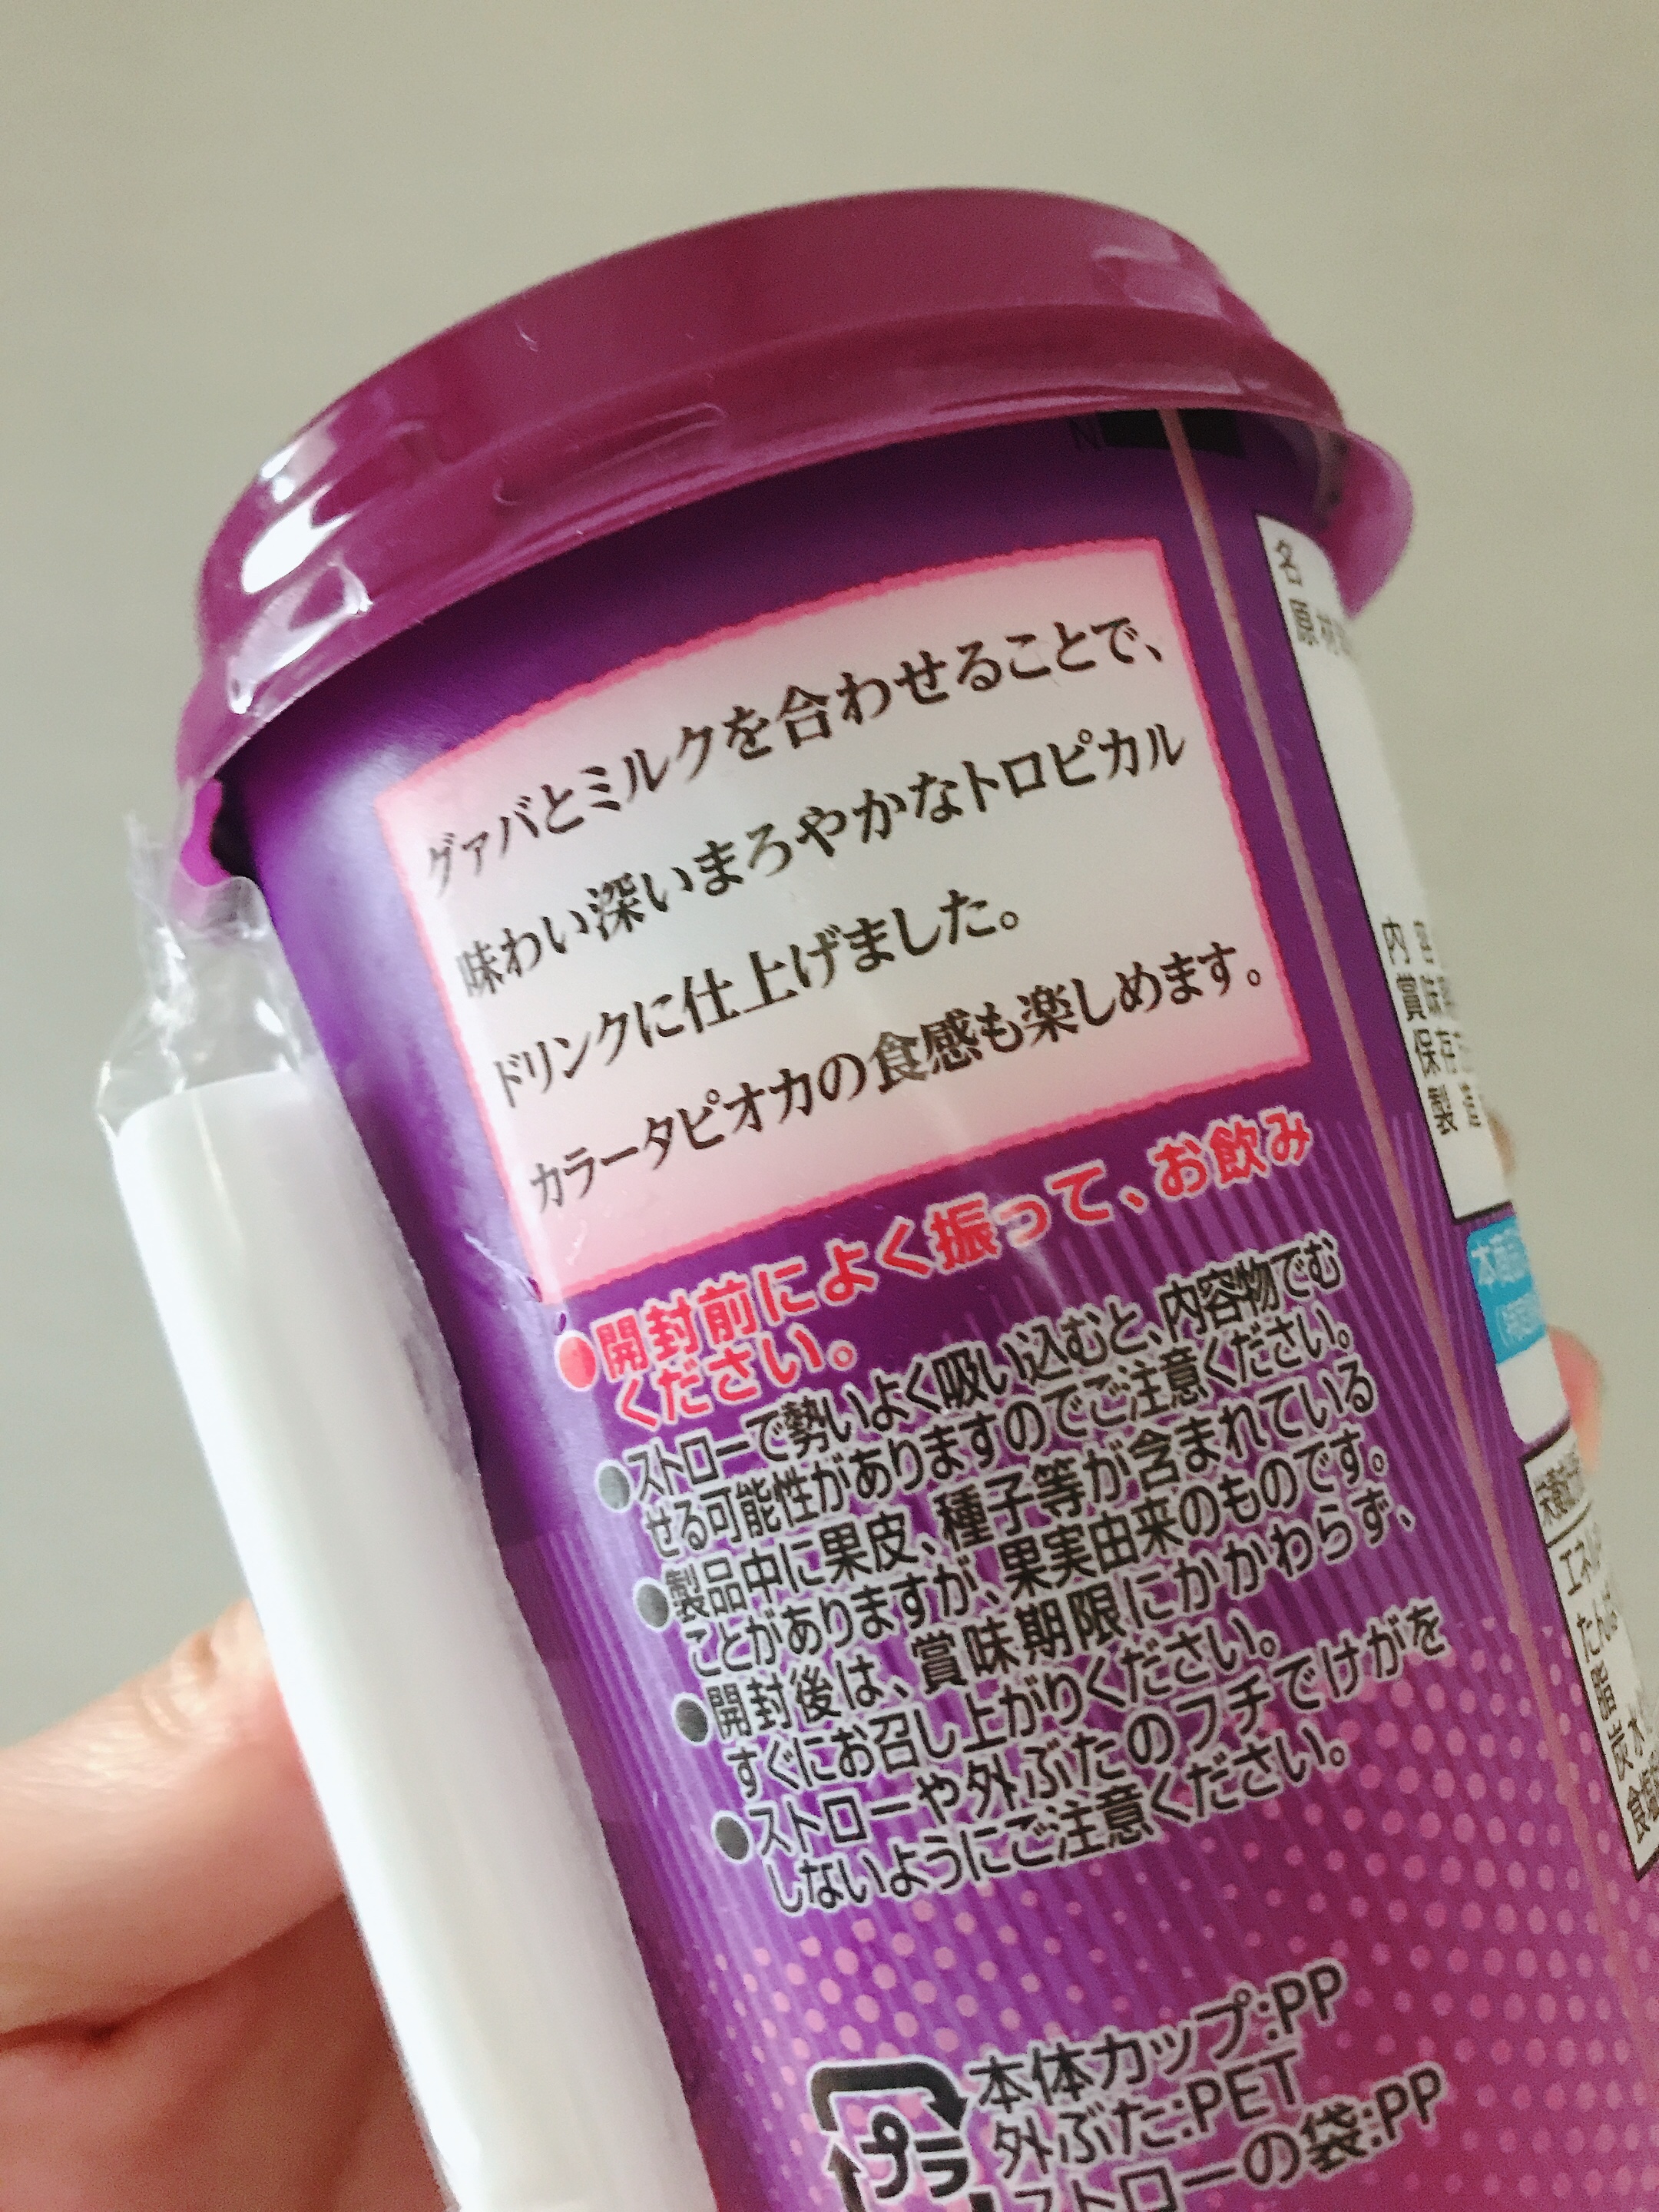 グァバとミルクを合わせることで、
味わい深いまろやかなトロピカル
ドリンクに仕上げました。
カラータピオカの食感も楽しめます。
●開封前によく振って、お飲み
ください。
●ストローで勢いよく吸い込むと、内容物でむ
せる可能性がありますのでご注意ください。
●製品中に果皮、種子等が含まれている
ことがありますが、果実由来のものです。
●開封後は、賞味期限にかかわらず、
すぐにお召し上がりください。
●ストローや外ぶたのフチでけがを
しないようにご注意ください。
プラ
本体カップ:PP
外ぶた:PET
ストローの袋:PP
名
原材
内容
賞味
保存
製造
エネル
たんぱ